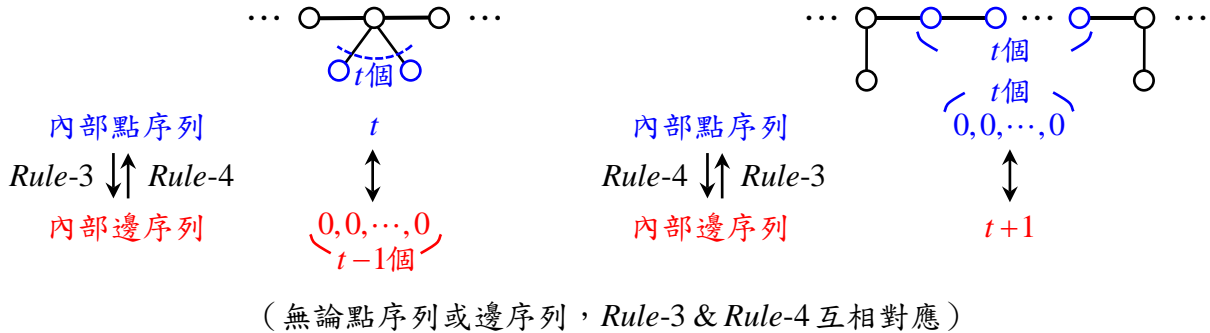 ⋯ ⋯
t個
內部點序列 t
Rule-3 Rule-4
內部邊序列 0,0,⋯,0
t−1個
⋯ ⋯ ⋯
t個
t個
內部點序列 0,0,⋯,0
Rule-4 Rule-3
內部邊序列 t+1
（無論點序列或邊序列，Rule-3 & Rule-4 互相對應）